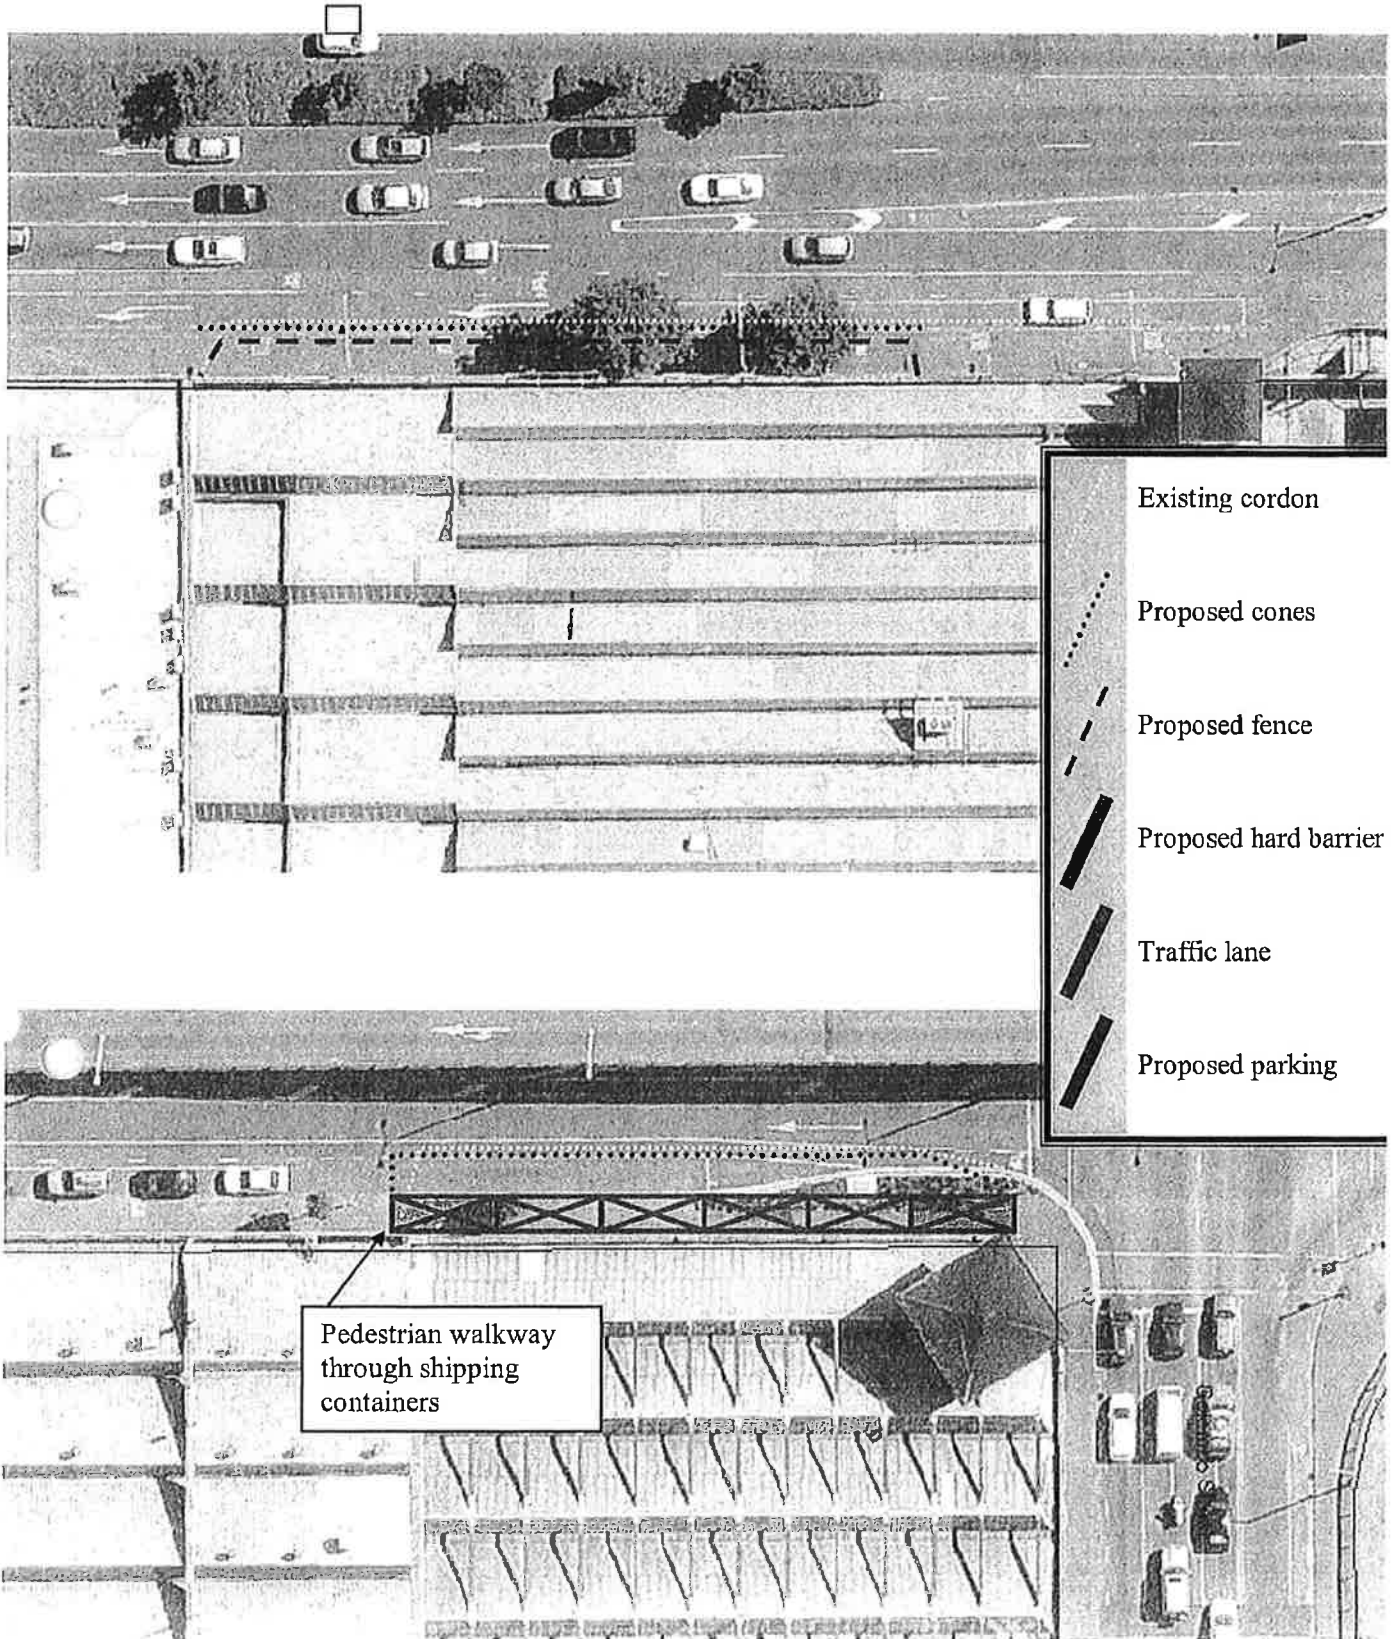 Existing cordon
Proposed cones
Proposed fence
Proposed hard barrier
Traffic lane
Proposed parking
Pedestrian walkway
through shipping
containers